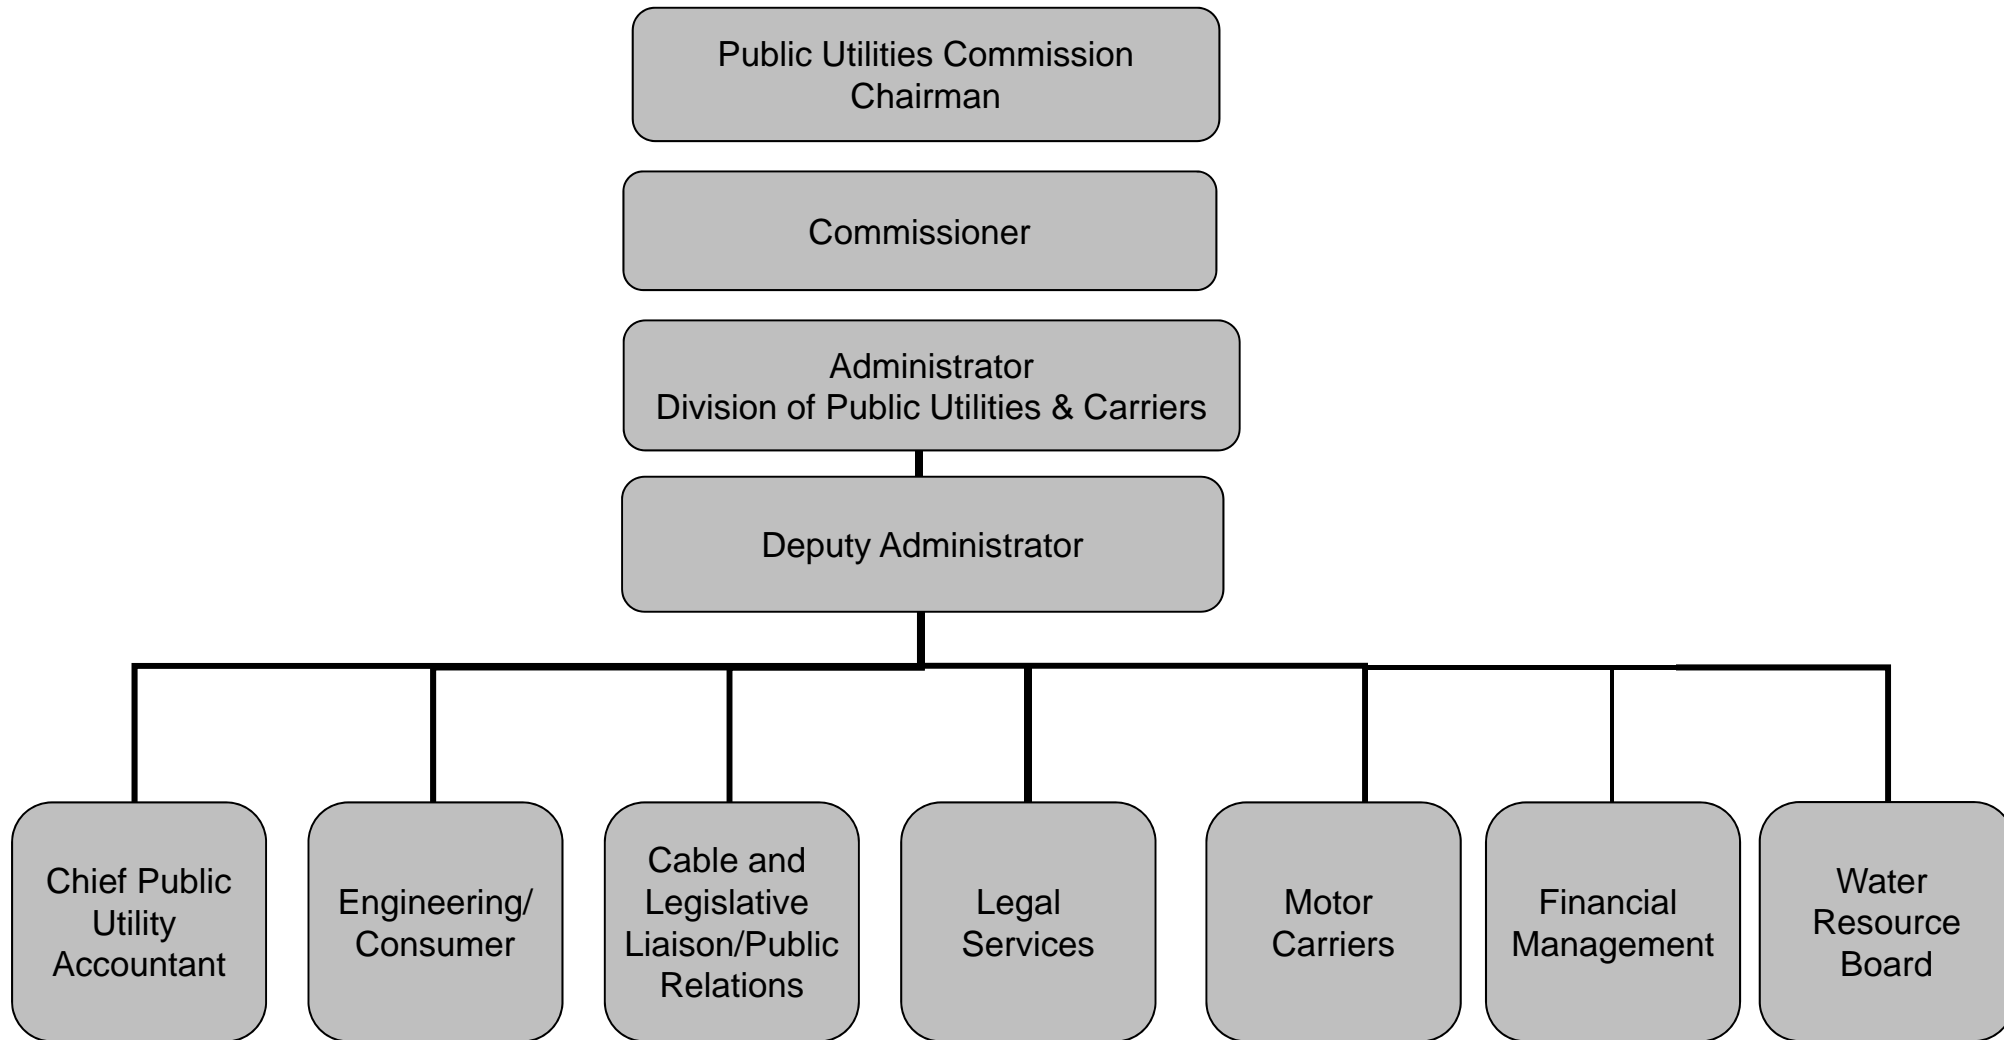 Public Utilities Commission
Chairman
Commissioner
Administrator
Division of Public Utilities & Carriers
Deputy Administrator
Chief Public
Utility
Accountant
Engineering/
Consumer
Cable and
Legislative
Liaison/Public
Relations
Legal
Services
Motor
Carriers
Financial
Management
Water
Resource
Board